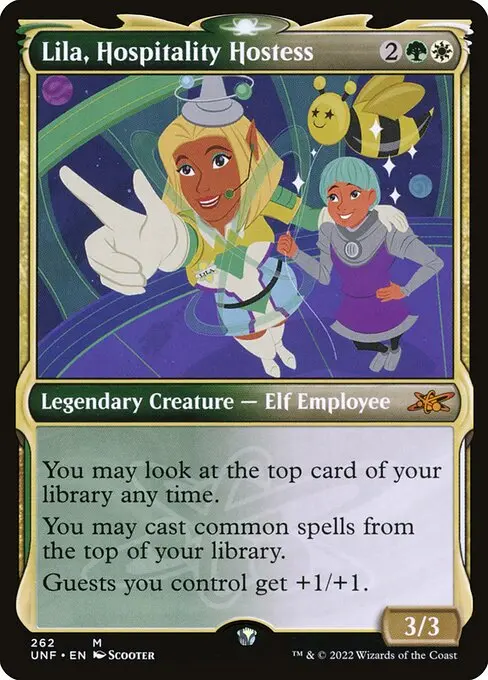 Lila, Hospitality Hostess 2
LILA
Legendary Creature — Elf Employee
You may look at the top card of your
library any time.
You may cast common spells from
the top of your library.
Guests you control get +1/+1.
3/3
262 M
UNF • EN Scooter
™ & © 2022 Wizards of the Coast